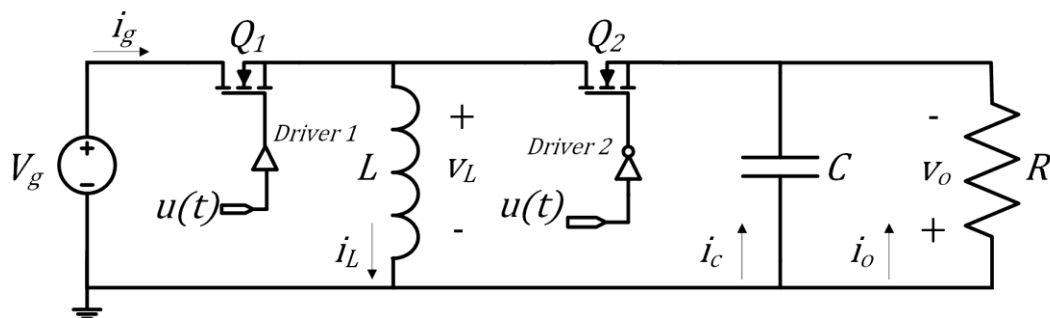 i_g
Q_1
Q_2
Driver 1
Driver 2
+
-
V_g
+
-
u(t)
L
v_L
u(t)
C
v_o
R
-
+
i_L
i_c
i_o